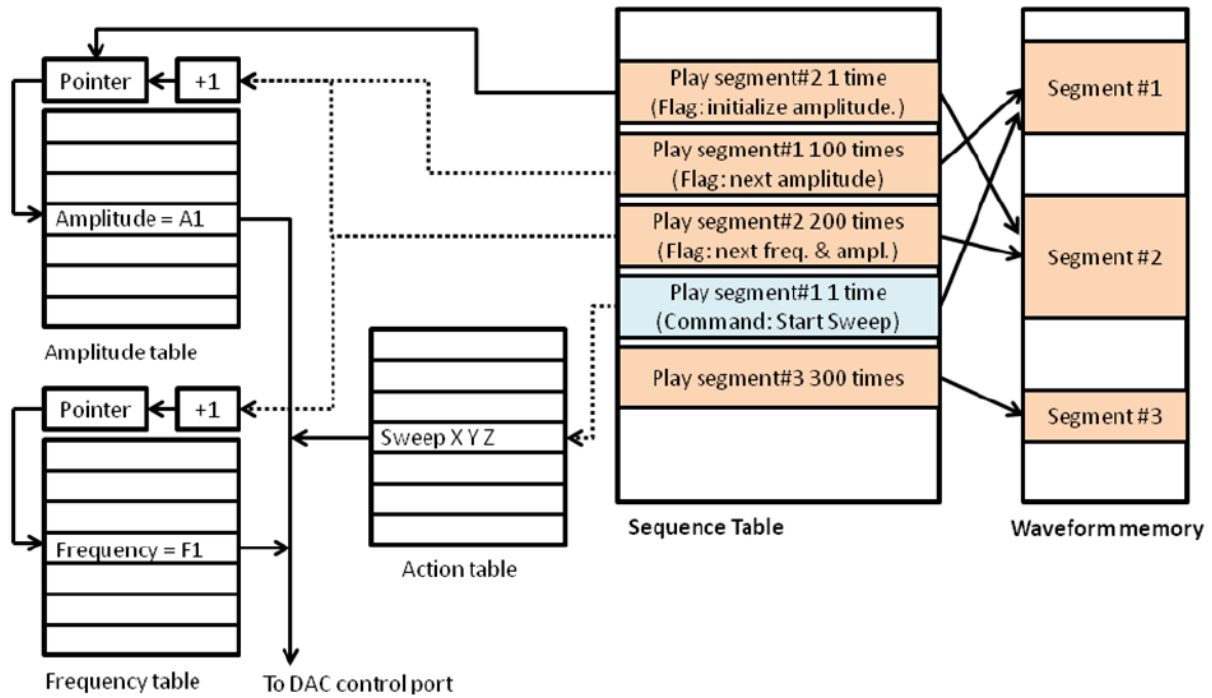 Pointer
+1
Amplitude = A1
Amplitude table
Pointer
+1
Frequency = F1
Frequency table
To DAC control port
Sweep X Y Z
Action table
Play segment#2 1 time
(Flag: initialize amplitude.)
Play segment#1 100 times
(Flag: next amplitude)
Play segment#2 200 times
(Flag: next freq. & ampl.)
Play segment#1 1 time
(Command: Start Sweep)
Play segment#3 300 times
Sequence Table
Segment #1
Segment #2
Segment #3
Waveform memory